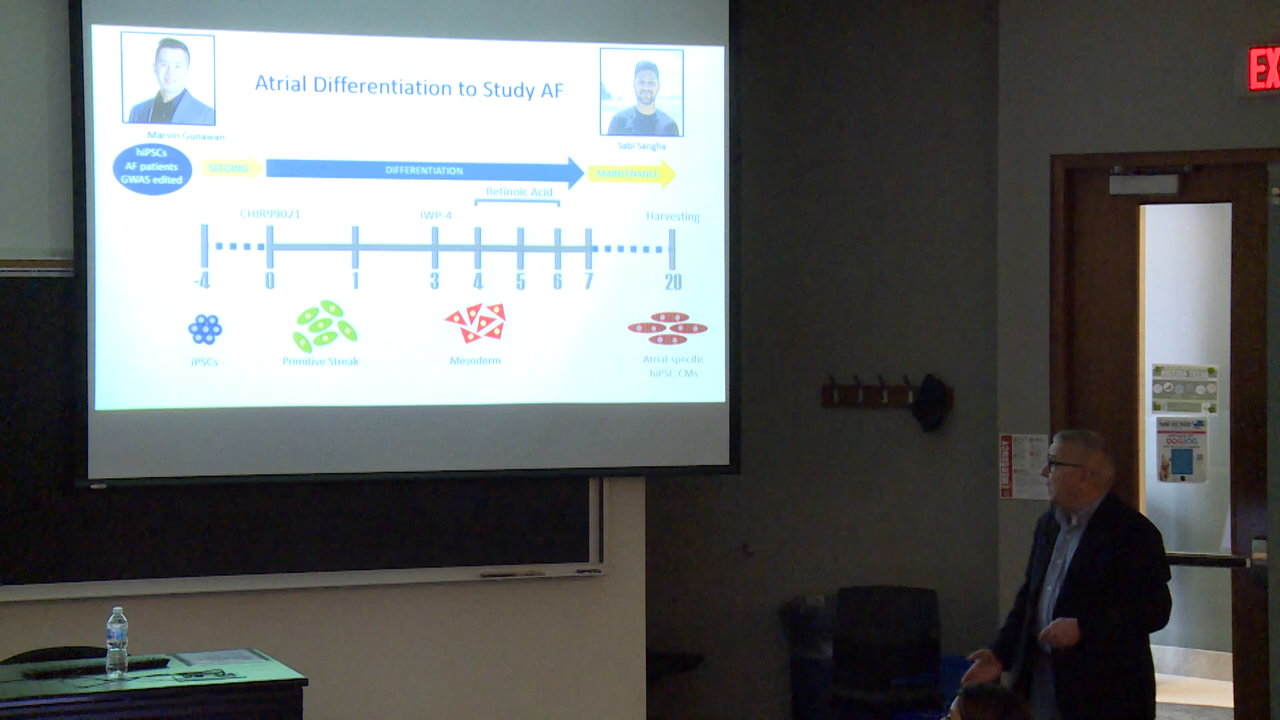 Atrial Differentiation to Study AF
Marvin Gunawan
Sabi Sangha
hiPSCs
AF patients
GWAS edited
SEEDING
DIFFERENTIATION
MAINTENANCE
Retinoic Acid
CHIR99021
IWP-4
Harvesting
-4 0 1 3 4 5 6 7 20
iPSCs
Primitive Streak
Mesoderm
Atrial-specific
hiPSC-CMs
EX
EMERGENCY